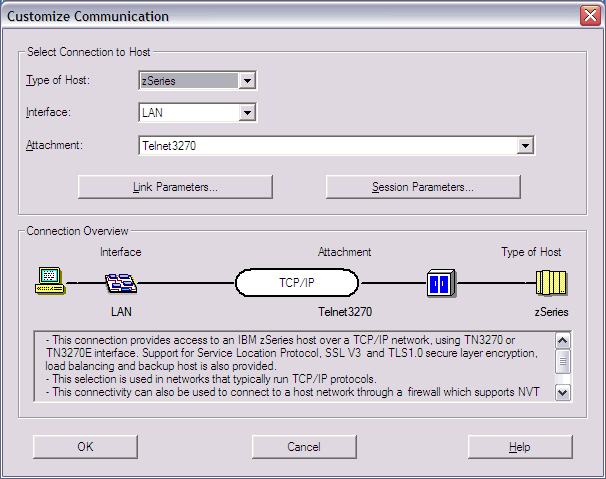 Customize Communication
Select Connection to Host
Type of Host:
zSeries
Interface:
LAN
Attachment:
Telnet3270
Link Parameters...
Session Parameters...
Connection Overview
Interface
Attachment
Type of Host
TCP/IP
LAN
Telnet3270
zSeries
- This connection provides access to an IBM zSeries host over a TCP/IP network, using TN3270 or
TN3270E interface. Support for Service Location Protocol, SSL V3 and TLS1.0 secure layer encryption,
load balancing and backup host is also provided.
- This selection is used in networks that typically run TCP/IP protocols.
- This connectivity can also be used to connect to a host network through a firewall which supports NVT
OK
Cancel
Help